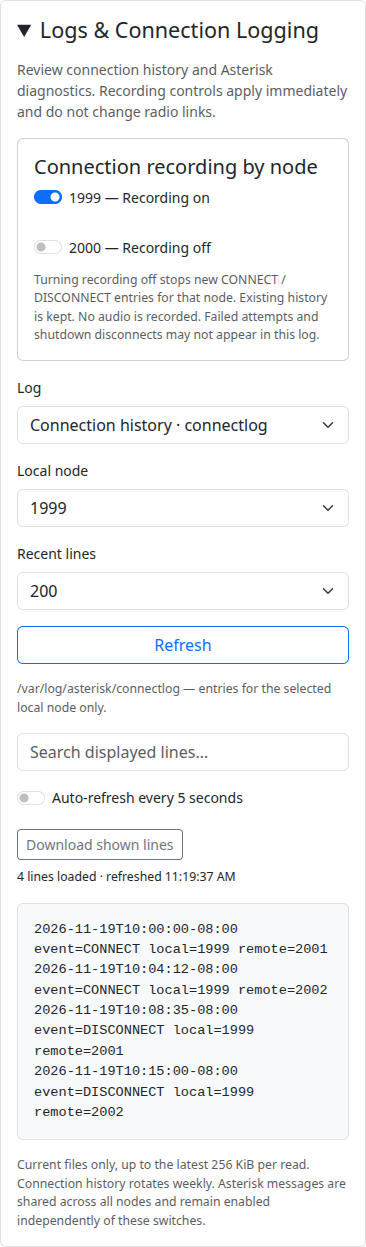 ▼ Logs & Connection Logging
Review connection history and Asterisk
diagnostics. Recording controls apply immediately
and do not change radio links.
Connection recording by node
1999 — Recording on
2000 — Recording off
Turning recording off stops new CONNECT /
DISCONNECT entries for that node. Existing history
is kept. No audio is recorded. Failed attempts and
shutdown disconnects may not appear in this log.
Log
Connection history · connectlog
Local node
1999
Recent lines
200
Refresh
/var/log/asterisk/connectlog — entries for the selected
local node only.
Search displayed lines...
Auto-refresh every 5 seconds
Download shown lines
4 lines loaded · refreshed 11:19:37 AM
2026-11-19T10:00:00-08:00
event=CONNECT local=1999 remote=2001
2026-11-19T10:04:12-08:00
event=CONNECT local=1999 remote=2002
2026-11-19T10:08:35-08:00
event=DISCONNECT local=1999
remote=2001
2026-11-19T10:15:00-08:00
event=DISCONNECT local=1999
remote=2002
Current files only, up to the latest 256 KiB per read.
Connection history rotates weekly. Asterisk messages are
shared across all nodes and remain enabled
independently of these switches.